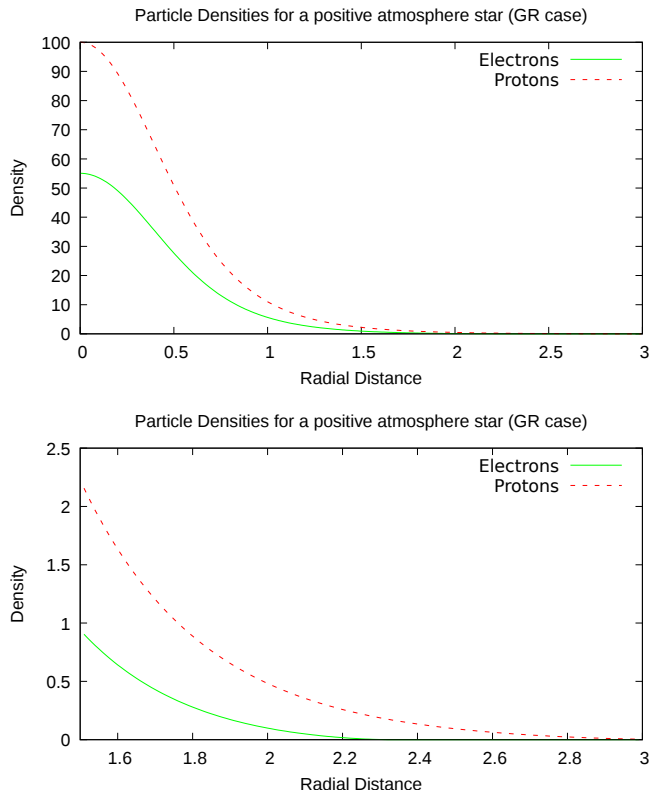 Particle Densities for a positive atmosphere star (GR case)
Electrons
Protons
100
90
80
70
60
50
40
30
20
10
0
Density
0 0.5 1 1.5 2 2.5 3
Radial Distance
Particle Densities for a positive atmosphere star (GR case)
Electrons
Protons
2.5
2
1.5
1
0.5
0
Density
1.6 1.8 2 2.2 2.4 2.6 2.8 3
Radial Distance